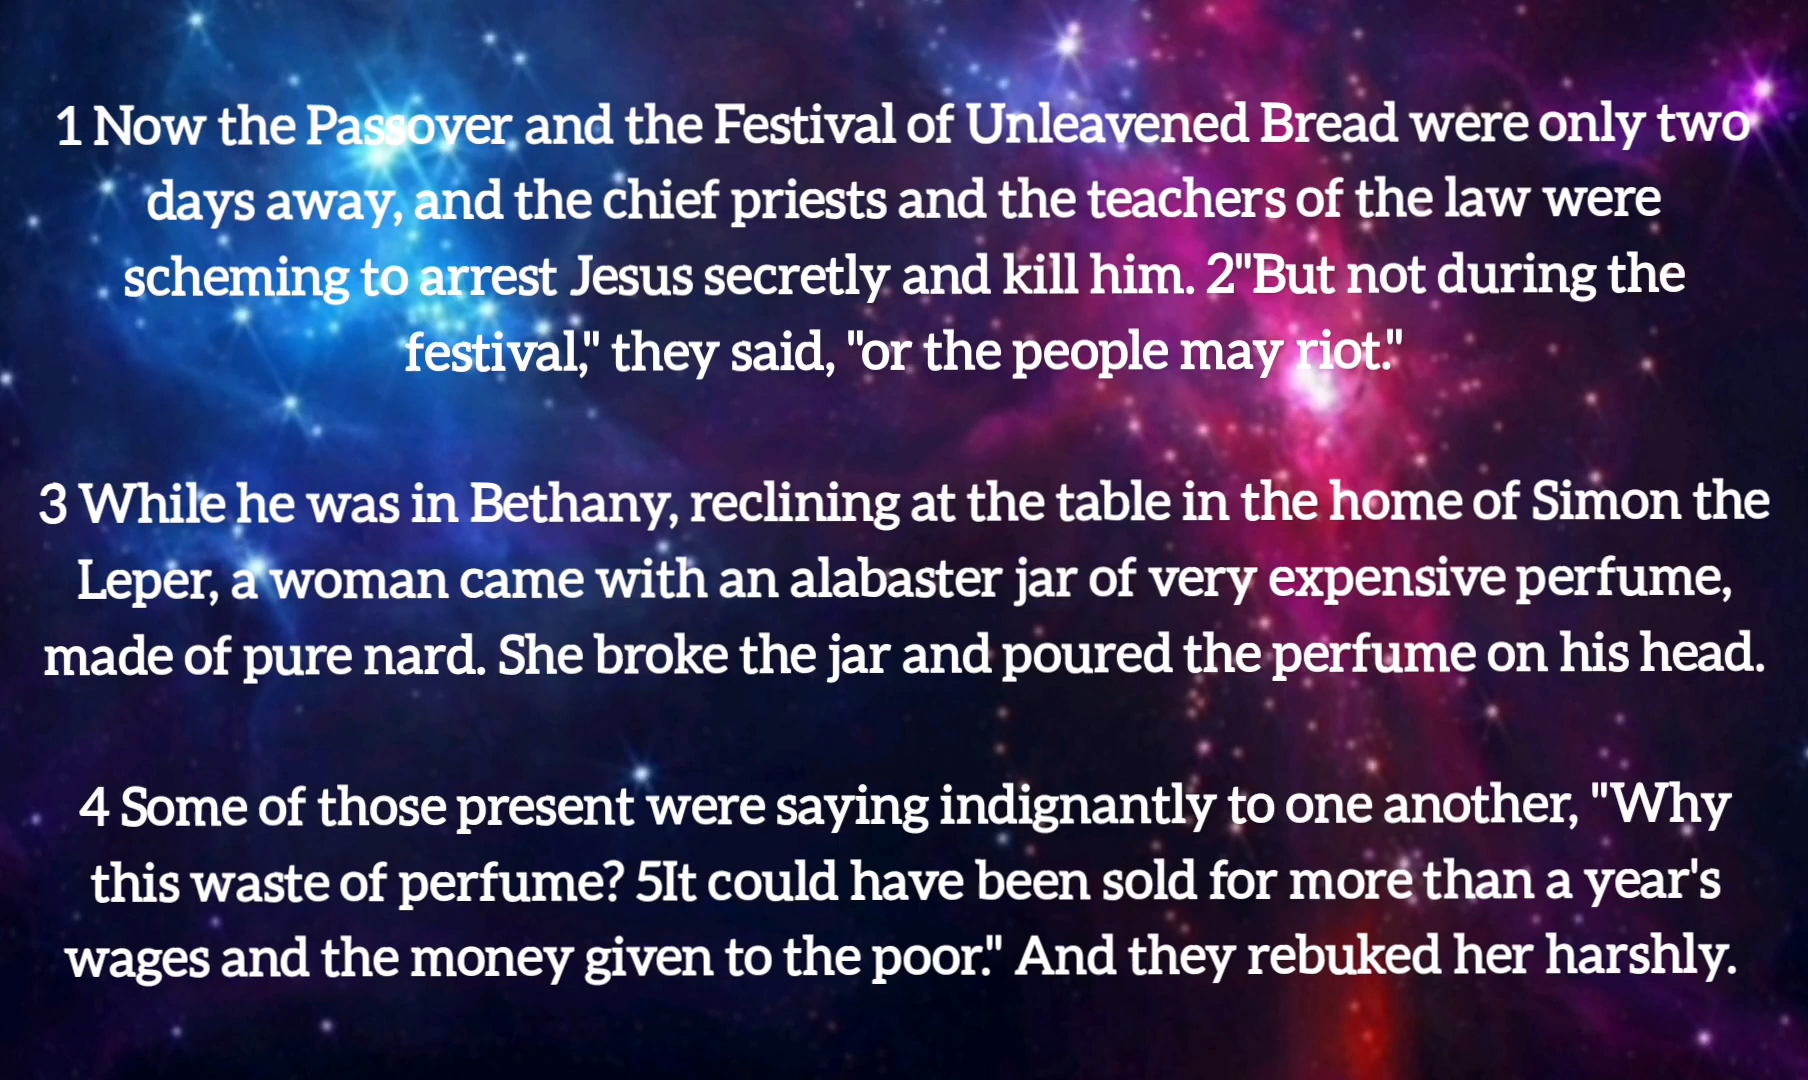 1 Now the Passover and the Festival of Unleavened Bread were only two
days away, and the chief priests and the teachers of the law were
scheming to arrest Jesus secretly and kill him. 2"But not during the
festival," they said, "or the people may riot."
3 While he was in Bethany, reclining at the table in the home of Simon the
Leper, a woman came with an alabaster jar of very expensive perfume,
made of pure nard. She broke the jar and poured the perfume on his head.
4 Some of those present were saying indignantly to one another, "Why
this waste of perfume? 5It could have been sold for more than a year's
wages and the money given to the poor." And they rebuked her harshly.